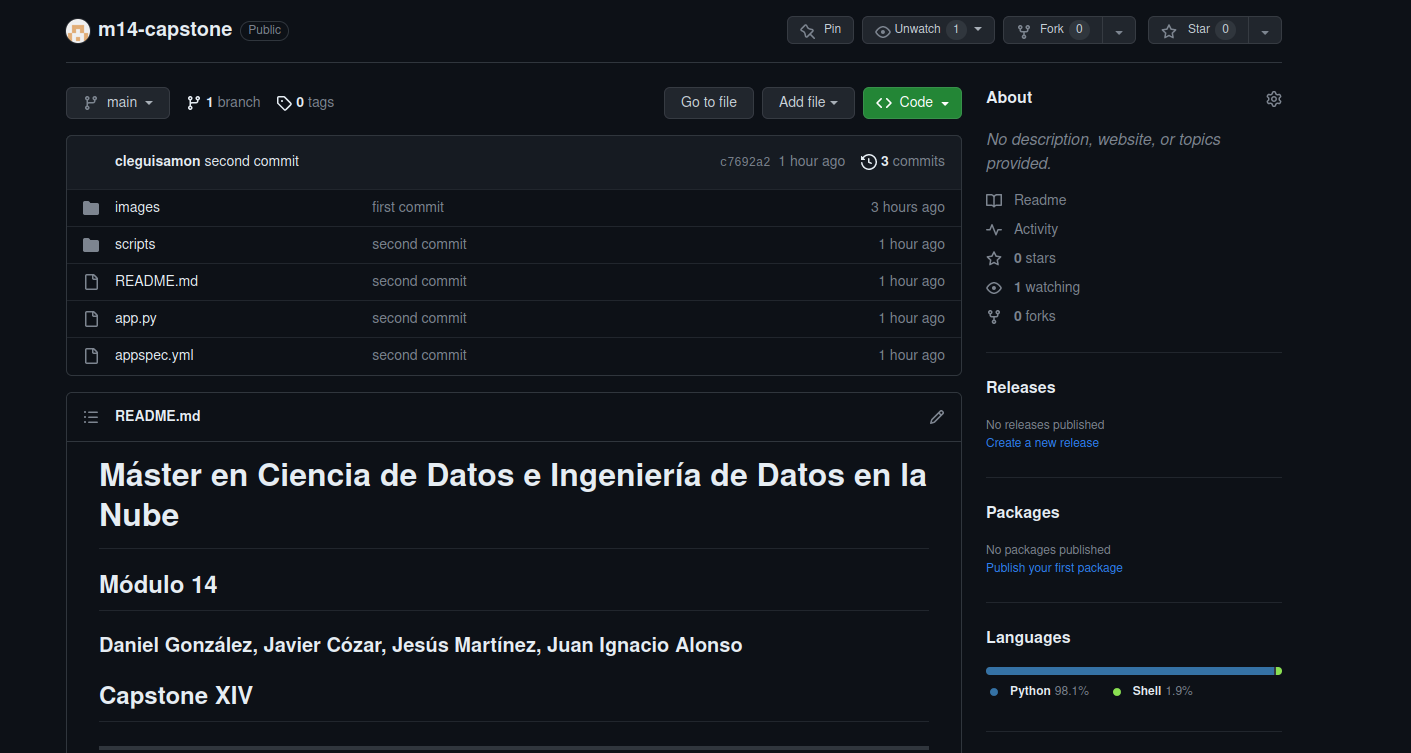 m14-capstone Public Pin Unwatch 1 Fork 0 Star 0
main 1 branch 0 tags Go to file Add file Code
cleguisamon second commit c7692a2 1 hour ago 3 commits
images first commit 3 hours ago
scripts second commit 1 hour ago
README.md second commit 1 hour ago
app.py second commit 1 hour ago
appspec.yml second commit 1 hour ago
README.md
Máster en Ciencia de Datos e Ingeniería de Datos en la
Nube
Módulo 14
Daniel González, Javier Cózar, Jesús Martínez, Juan Ignacio Alonso
Capstone XIV
About
No description, website, or topics
provided.
Readme
Activity
0 stars
1 watching
0 forks
Releases
No releases published
Create a new release
Packages
No packages published
Publish your first package
Languages
Python 98.1% Shell 1.9%